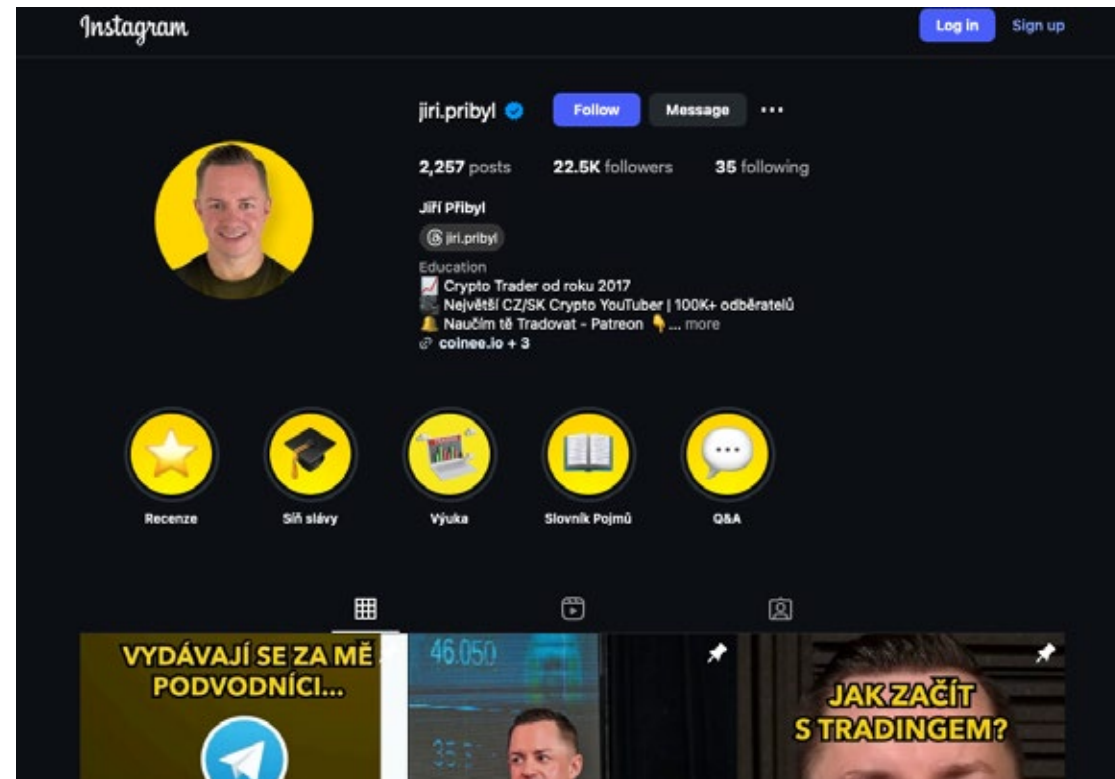 Instagram
Log in
Sign up
jiri.pribyl
Follow
Message
2,257 posts
22.5K followers
35 following
Jiří Přibyl
jiri.pribyl
Education
Crypto Trader od roku 2017
Největší CZ/SK Crypto YouTuber | 100K+ odběratelů
Naučím tě Tradovat - Patreon 👇 ... more
coinee.io + 3
Recenze
Síň slávy
Výuka
Slovník Pojmů
Q&A
VYDÁVAJÍ SE ZA MĚ
PODVODNÍCI...
46.050
JAK ZAČÍT
S TRADINGEM?